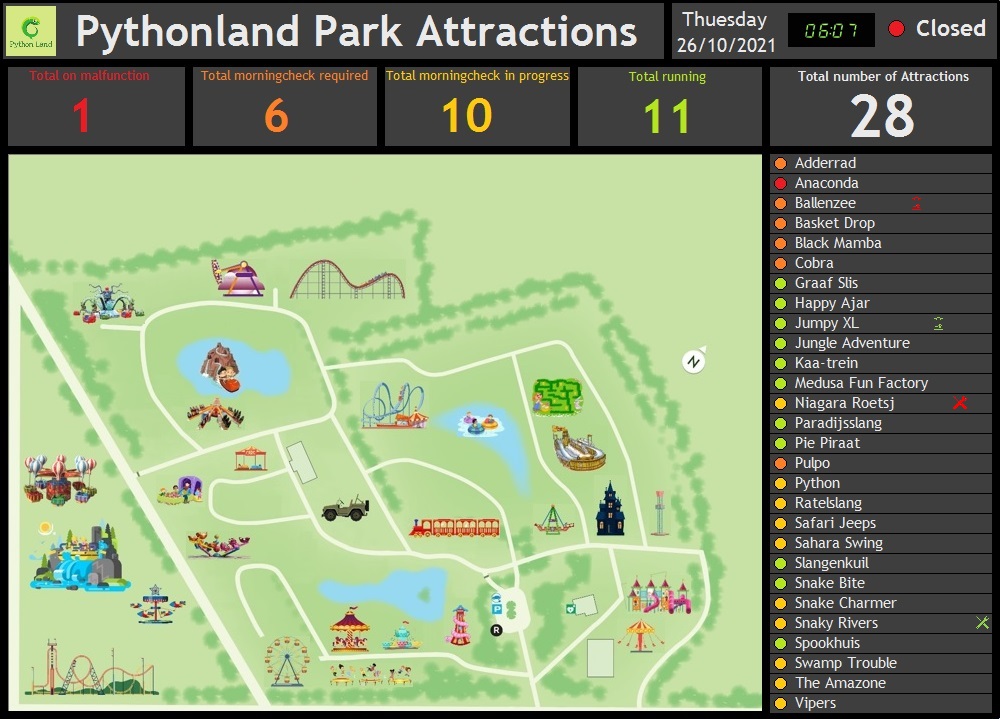 Python Land
Pythonland Park Attractions
Thuesday
26/10/2021
06:07
Closed
Total on malfunction
1
Total morningcheck required
6
Total morningcheck in progress
10
Total running
11
Total number of Attractions
28
Adderrad
Anaconda
Ballenzee
Basket Drop
Black Mamba
Cobra
Graaf Slis
Happy Ajar
Jumpy XL
Jungle Adventure
Kaa-trein
Medusa Fun Factory
Niagara Roetsj
Paradijsslang
Pie Piraat
Pulpo
Python
Ratelslang
Safari Jeeps
Sahara Swing
Slangenkuil
Snake Bite
Snake Charmer
Snaky Rivers
Spookhuis
Swamp Trouble
The Amazone
Vipers
N
P
R